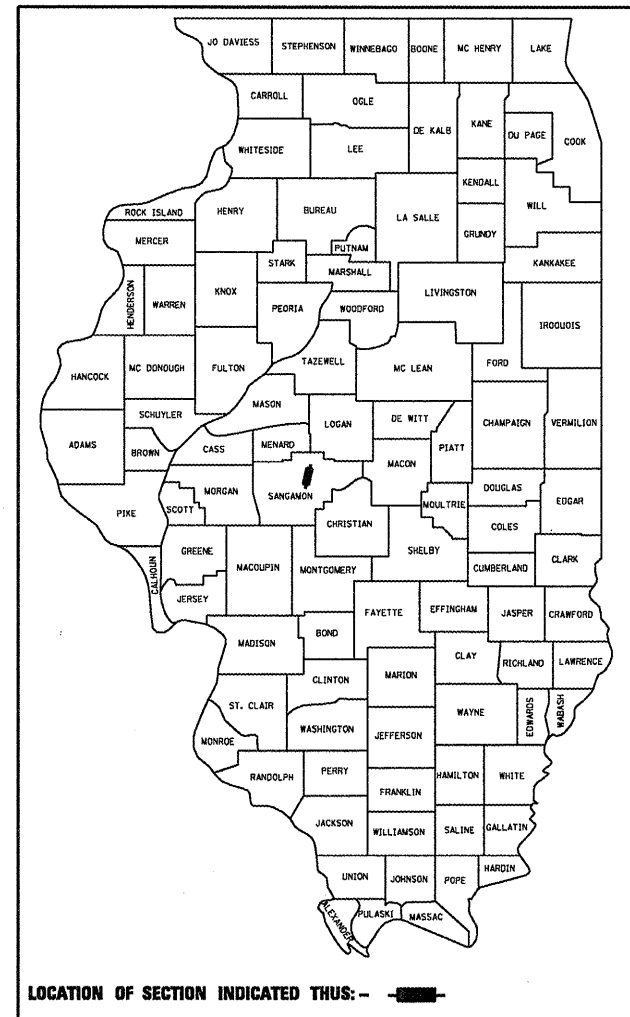 JO DAVIESS STEPHENSON WINNEBAGO BOONE MC HENRY LAKE
CARROLL OGLE DE KALB KANE DU PAGE COOK
WHITESIDE LEE KENDALL WILL
ROCK ISLAND HENRY BUREAU LA SALLE GRUNDY
MERCER PUTNAM KANKAKEE
HENDERSON WARREN KNOX STARK MARSHALL
PEORIA WOODFORD LIVINGSTON IROQUOIS
HANCOCK MC DONOUGH FULTON TAZEWELL MC LEAN FORD
SCHUYLER MASON LOGAN DE WITT CHAMPAIGN VERMILION
ADAMS BROWN CASS MENARD MACON PIATT
PIKE SCOTT MORGAN SANGAMON CHRISTIAN MOULTRIE DOUGLAS EDGAR
COLES
CALHOUN GREENE MACOUPIN MONTGOMERY SHELBY CUMBERLAND CLARK
JERSEY FAYETTE EFFINGHAM JASPER CRAWFORD
MADISON BOND CLAY RICHLAND LAWRENCE
CLINTON MARION
ST. CLAIR WAYNE EDWARDS WABASH
MONROE WASHINGTON JEFFERSON
RANDOLPH PERRY HAMILTON WHITE
FRANKLIN
JACKSON WILLIAMSON SALINE GALLATIN
UNION JOHNSON POPE HARDIN
ALEXANDER PULASKI MASSAC
LOCATION OF SECTION INDICATED THUS: -